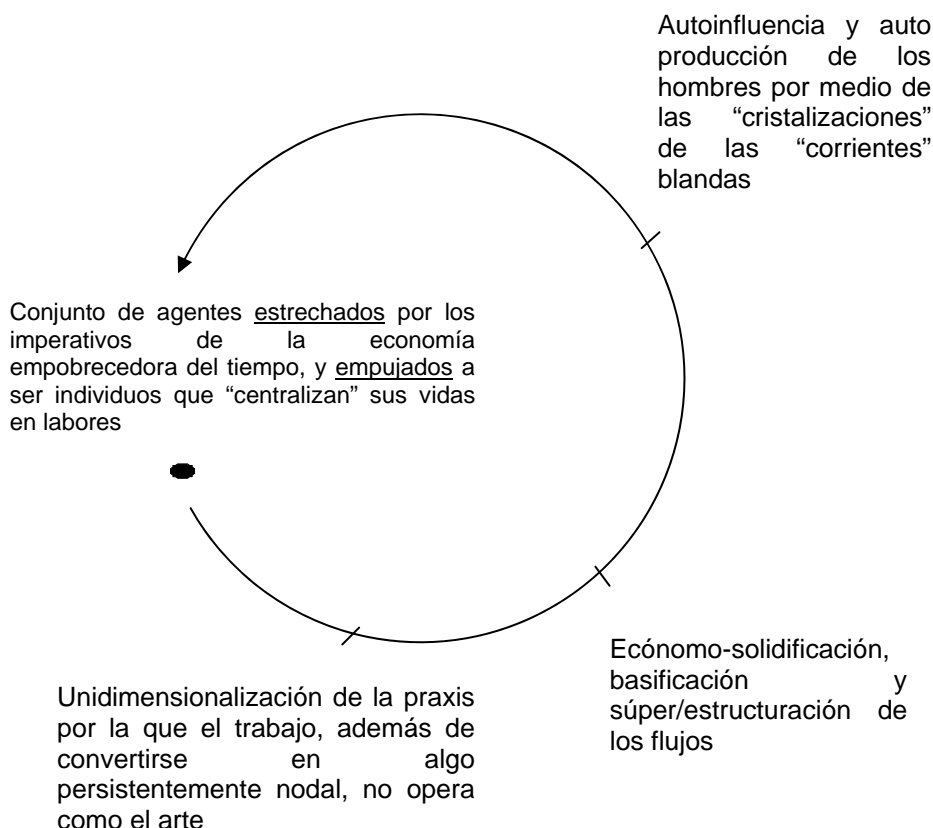 Autoinfluencia y auto
producción de los
hombres por medio de
las “cristalizaciones”
de las “corrientes”
blandas
Conjunto de agentes estrechados por los
imperativos de la economía
empobrecedora del tiempo, y empujados a
ser individuos que “centralizan” sus vidas
en labores
Ecónomo-solidificación,
basificación y
súper/estructuración de
los flujos
Unidimensionalización de la praxis
por la que el trabajo, además de
convertirse en algo
persistentemente nodal, no opera
como el arte